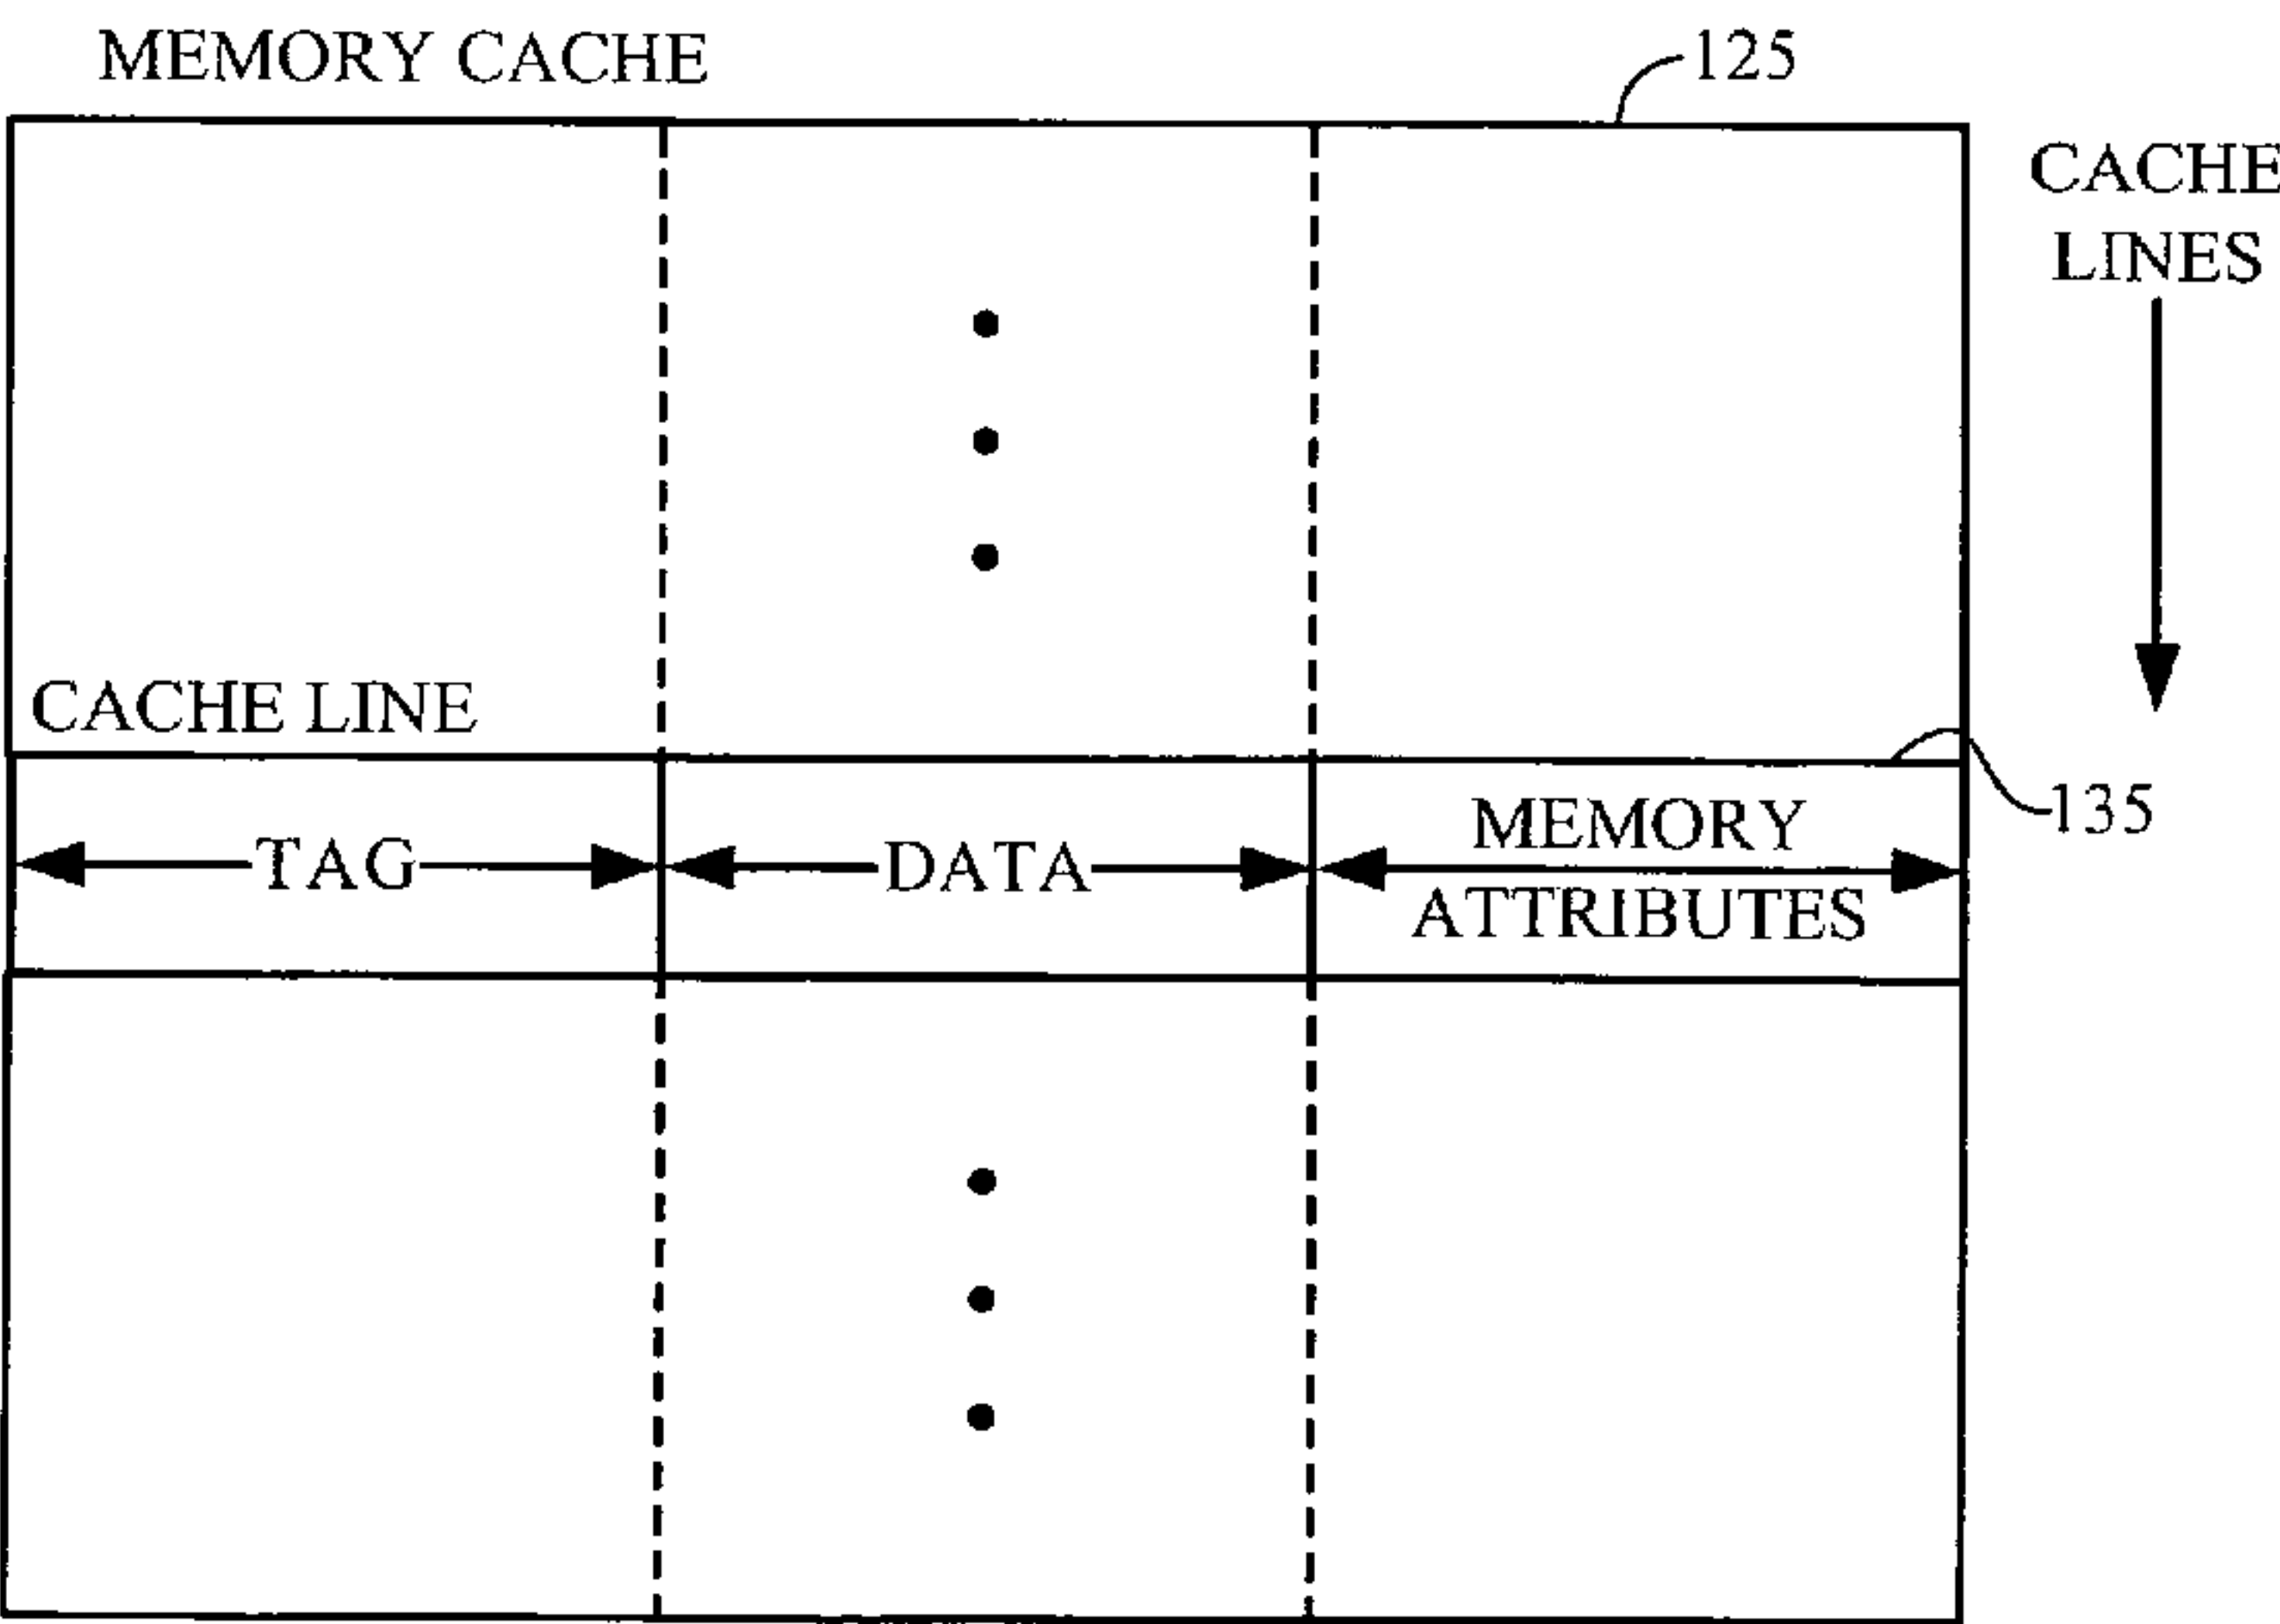 MEMORY CACHE
125
CACHE
LINES
CACHE LINE
TAG
DATA
MEMORY
ATTRIBUTES
135